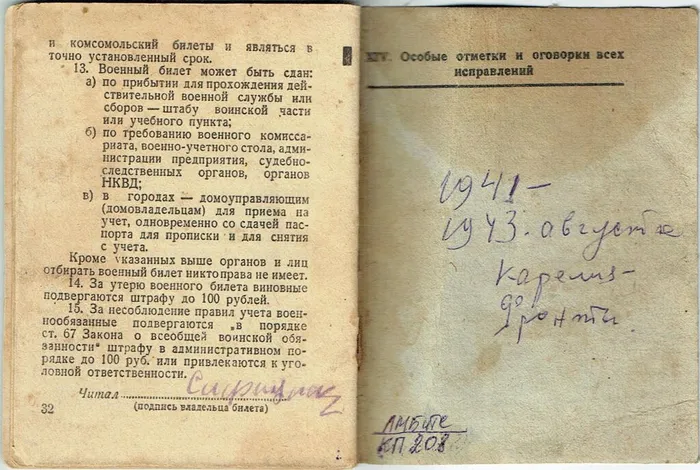 и комсомольский билеты и являться в
точно установленный срок.
13. Военный билет может быть сдан:
а) по прибытии для прохождения дей-
ствительной военной службы или
сборов — штабу воинской части
или учебного пункта;
б) по требованию военного комисса-
риата, военно-учетного стола, адми-
нистрации предприятия, судебно-
следственных органов, органов
НКВД;
в) в городах — домоуправляющим
(домовладельцам) для приема на
учет, одновременно со сдачей пас-
порта для прописки и для снятия
с учета.
Кроме указанных выше органов и лиц
отбирать военный билет никто права не имеет.
14. За утерю военного билета виновные
подвергаются штрафу до 100 рублей.
15. За несоблюдение правил учета воен-
нообязанные подвергаются „в порядке
ст. 67 Закона о всеобщей воинской обя-
занности" штрафу в административном по-
рядке до 100 руб. или привлекаются к уго-
ловной ответственности.
Читал
(подпись владельца билета)
32
XIV. Особые отметки и оговорки всех
исправлений
1941-
1943. августа
Карелия-
КП 208